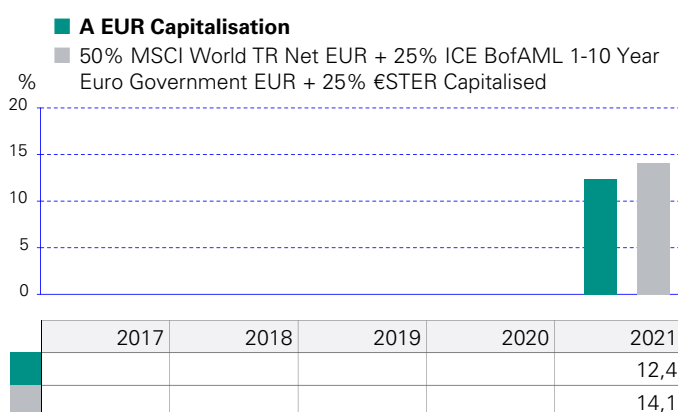 A EUR Capitalisation
50% MSCI World TR Net EUR + 25% ICE BofAML 1-10 Year
% Euro Government EUR + 25% €STER Capitalised
20
15
10
5
0
2017 2018 2019 2020 2021
12,4
14,1